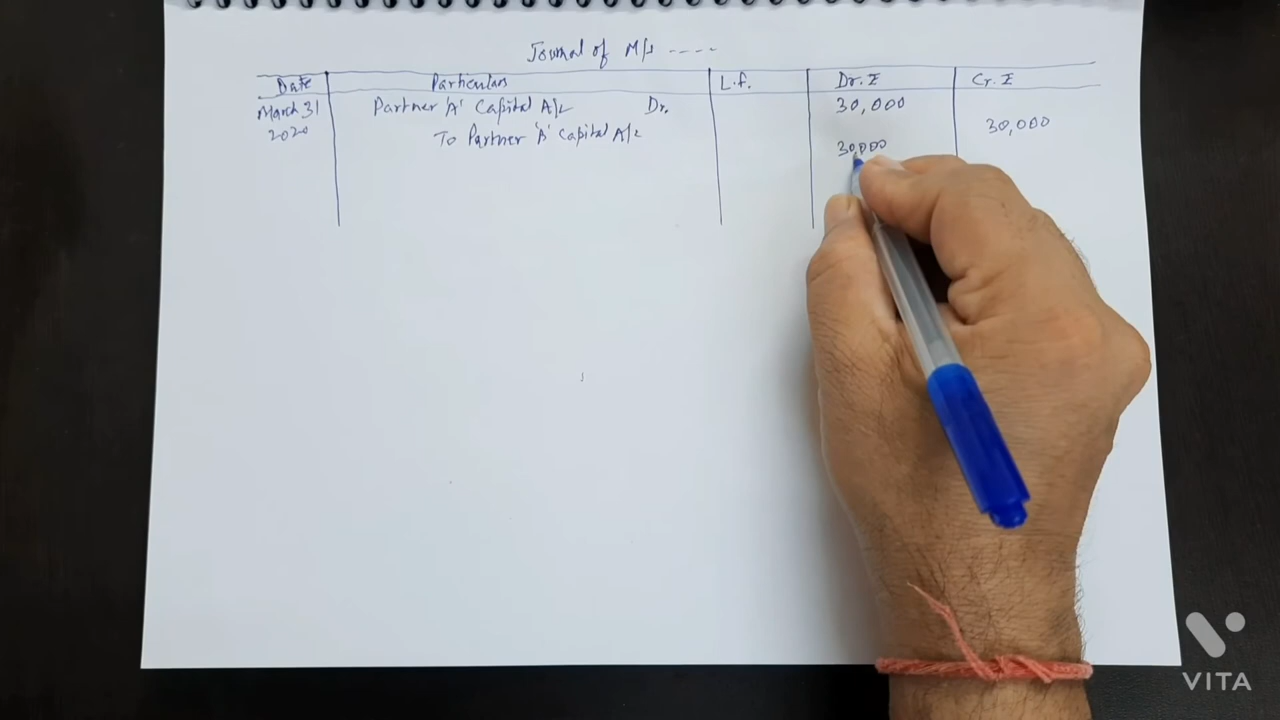 Journal of M/s ----
Date Particulars L.f. Dr. ₹ Cr. ₹
March 31 Partner 'A' Capital A/c Dr. 30,000
2020 To Partner 'B' Capital A/c 30,000
30,000
VITA